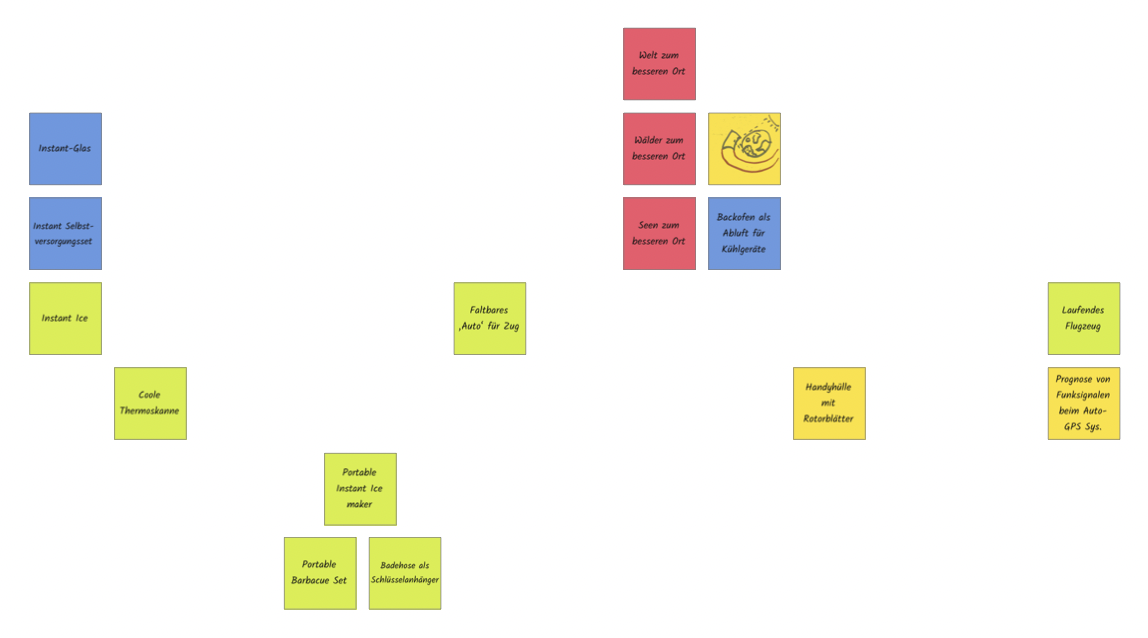 Welt zum
besseren Ort
Instant-Glas
Wälder zum
besseren Ort
Instant Selbst-
versorgungsset
Seen zum
besseren Ort
Backofen als
Abluft für
Kühlgeräte
Instant Ice
Faltbares
‚Auto‘ für Zug
Laufendes
Flugzeug
Coole
Thermoskanne
Handyhülle
mit
Rotorblätter
Prognose von
Funksignalen
beim Auto-
GPS Sys.
Portable
Instant Ice
maker
Portable
Barbacue Set
Badehose als
Schlüsselanhänger